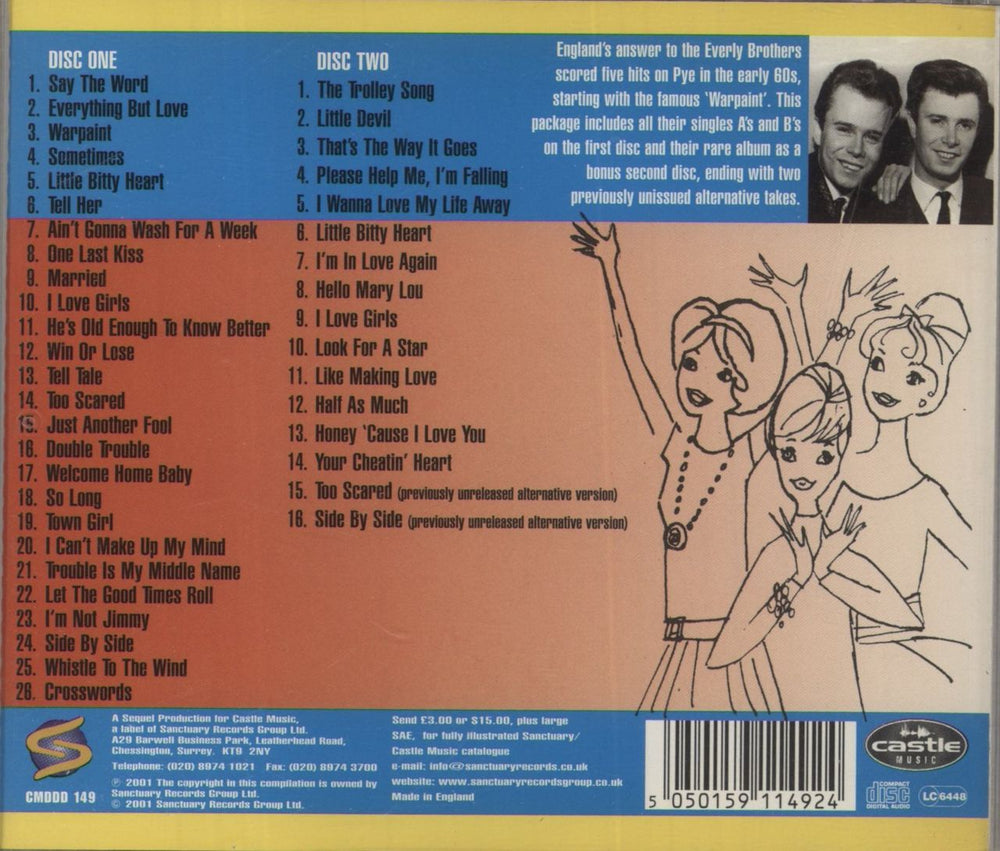 DISC ONE
1. Say The Word
2. Everything But Love
3. Warpaint
4. Sometimes
5. Little Bitty Heart
6. Tell Her
7. Ain't Gonna Wash For A Week
8. One Last Kiss
9. Married
10. I Love Girls
11. He's Old Enough To Know Better
12. Win Or Lose
13. Tell Tale
14. Too Scared
15. Just Another Fool
16. Double Trouble
17. Welcome Home Baby
18. So Long
19. Town Girl
20. I Can't Make Up My Mind
21. Trouble Is My Middle Name
22. Let The Good Times Roll
23. I'm Not Jimmy
24. Side By Side
25. Whistle To The Wind
26. Crosswords
DISC TWO
1. The Trolley Song
2. Little Devil
3. That's The Way It Goes
4. Please Help Me, I'm Falling
5. I Wanna Love My Life Away
6. Little Bitty Heart
7. I'm In Love Again
8. Hello Mary Lou
9. I Love Girls
10. Look For A Star
11. Like Making Love
12. Half As Much
13. Honey 'Cause I Love You
14. Your Cheatin' Heart
15. Too Scared (previously unreleased alternative version)
16. Side By Side (previously unreleased alternative version)
England's answer to the Everly Brothers
scored five hits on Pye in the early 60s,
starting with the famous 'Warpaint'. This
package includes all their singles A's and B's
on the first disc and their rare album as a
bonus second disc, ending with two
previously unissued alternative takes.
CMDDD 149
A Sequel Production for Castle Music,
a label of Sanctuary Records Group Ltd.
A29 Barwell Business Park, Leatherhead Road,
Chessington, Surrey. KT9 2NY
Telephone: (020) 8974 1021 Fax: (020) 8974 3700
℗ 2001 The copyright in this compilation is owned by
Sanctuary Records Group Ltd.
© 2001 Sanctuary Records Group Ltd.
Send £3.00 or $15.00, plus large
SAE, for fully illustrated Sanctuary/
Castle Music catalogue
e-mail: info@sanctuaryrecords.co.uk
website: www.sanctuaryrecordsgroup.co.uk
Made in England
5 050159 114924
castle
MUSIC
COMPACT
disc
DIGITAL AUDIO
LC 6448